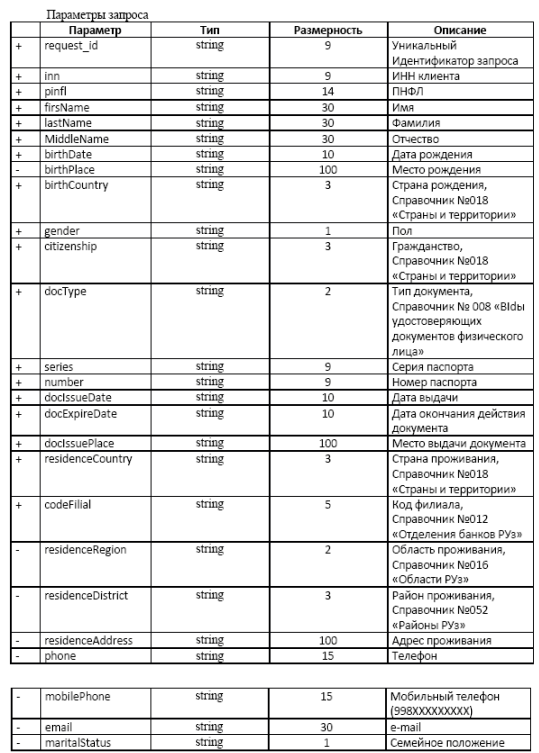 Параметры запроса
Параметр Тип Размерность Описание
+ request_id string 9 Уникальный
Идентификатор запроса
+ inn string 9 ИНН клиента
+ pinfl string 14 ПНФЛ
+ firsName string 30 Имя
+ lastName string 30 Фамилия
+ MiddleName string 30 Отчество
+ birthDate string 10 Дата рождения
- birthPlace string 100 Место рождения
+ birthCountry string 3 Страна рождения,
Справочник №018
«Страны и территории»
+ gender string 1 Пол
+ citizenship string 3 Гражданство,
Справочник №018
«Страны и территории»
+ docType string 2 Тип документа,
Справочник № 008 «BIdы
удостоверяющих
документов физического
лица»
+ series string 9 Серия паспорта
+ number string 9 Номер паспорта
+ docIssueDate string 10 Дата выдачи
+ docExpireDate string 10 Дата окончания действия
документа
+ docIssuePlace string 100 Место выдачи документа
+ residenceCountry string 3 Страна проживания,
Справочник №018
«Страны и территории»
+ codeFilial string 5 Код филиала,
Справочник №012
«Отделения банков РУз»
- residenceRegion string 2 Область проживания,
Справочник №016
«Области РУз»
- residenceDistrict string 3 Район проживания,
Справочник №052
«Районы РУз»
- residenceAddress string 100 Адрес проживания
- phone string 15 Телефон
- mobilePhone string 15 Мобильный телефон
(998XXXXXXXXX)
- email string 30 e-mail
- maritalStatus string 1 Семейное положение